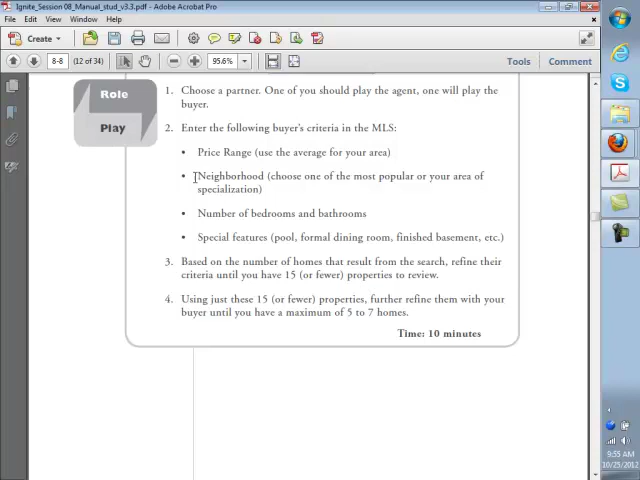 Ignite_Session 08_Manual_stud_v3.3.pdf - Adobe Acrobat Pro
File Edit View Window Help
Create
8-8 (12 of 34) 95.6% Tools Comment
Role
Play
1. Choose a partner. One of you should play the agent, one will play the
buyer.
2. Enter the following buyer's criteria in the MLS:
• Price Range (use the average for your area)
• Neighborhood (choose one of the most popular or your area of
specialization)
• Number of bedrooms and bathrooms
• Special features (pool, formal dining room, finished basement, etc.)
3. Based on the number of homes that result from the search, refine their
criteria until you have 15 (or fewer) properties to review.
4. Using just these 15 (or fewer) properties, further refine them with your
buyer until you have a maximum of 5 to 7 homes.
Time: 10 minutes
9:55 AM
10/25/2012